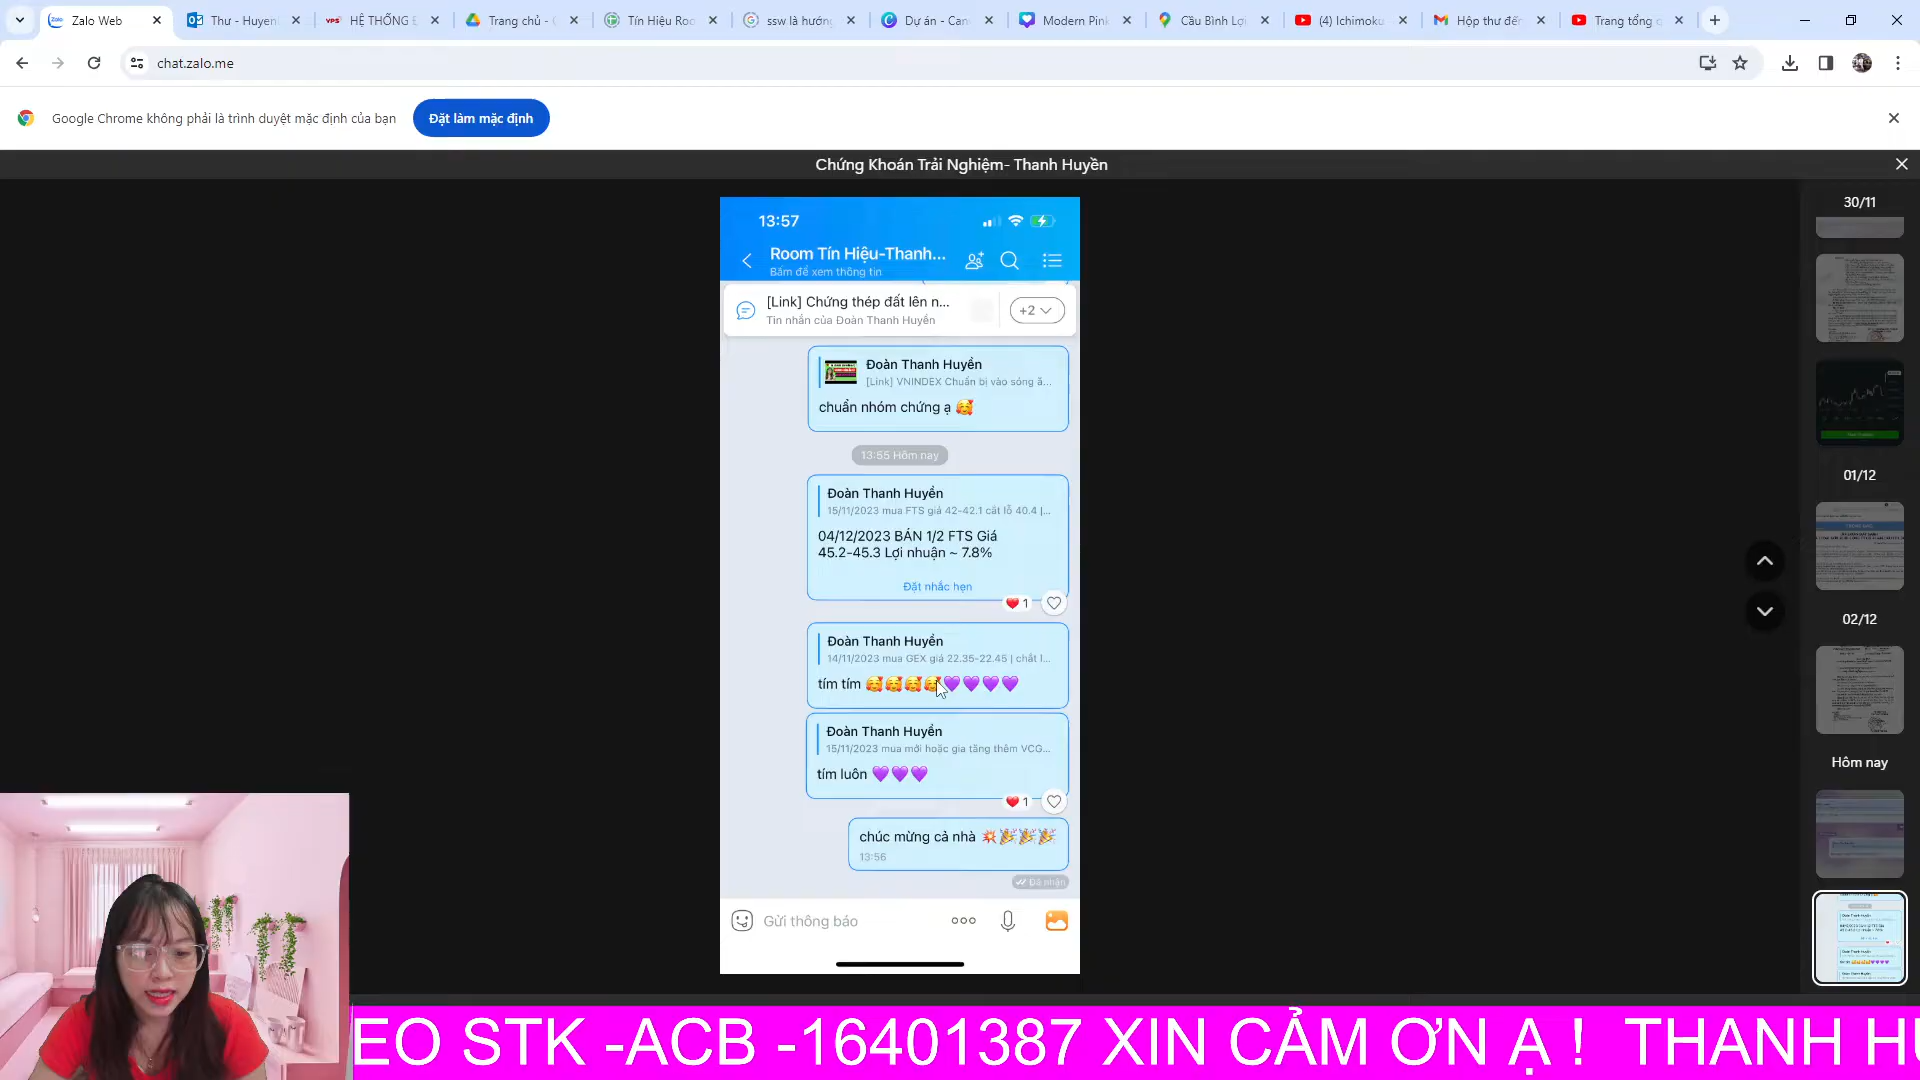 Zalo Web
Thư - Huyen
HỆ THỐNG
Trang chủ -
Tín Hiệu Roo
ssw là hướng
Dự án - Can
Modern Pink
Cầu Bình Lợi
(4) Ichimoku
Hộp thư đến
Trang tổng
chat.zalo.me
Google Chrome không phải là trình duyệt mặc định của bạn
Đặt làm mặc định
Chứng Khoán Trải Nghiệm- Thanh Huyền
13:57
Room Tín Hiệu-Thanh...
Bấm để xem thông tin
[Link] Chứng thép đất lên n...
Tin nhắn của Đoàn Thanh Huyền
+2
Đoàn Thanh Huyền
[Link] VNINDEX Chuẩn bị vào sóng ă...
chuẩn nhóm chứng ạ 🥰
13:55 Hôm nay
Đoàn Thanh Huyền
15/11/2023 mua FTS giá 42-42.1 cắt lỗ 40.4 |...
04/12/2023 BÁN 1/2 FTS Giá
45.2-45.3 Lợi nhuận ~ 7.8%
Đặt nhắc hẹn
❤️ 1
Đoàn Thanh Huyền
14/11/2023 mua GEX giá 22.35-22.45 | chất l...
tím tím 🥰🥰🥰🥰💜💜💜💜
Đoàn Thanh Huyền
15/11/2023 mua mới hoặc gia tăng thêm VCG...
tím luôn 💜💜💜
❤️ 1
chúc mừng cả nhà 💥🎉🎉🎉
13:56
Đã nhận
Gửi thông báo
30/11
01/12
02/12
Hôm nay
EO STK -ACB -16401387 XIN CẢM ƠN Ạ ! THANH HU